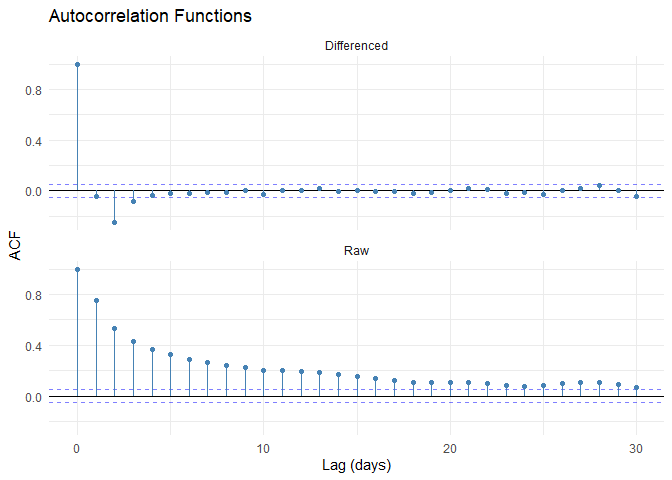 Autocorrelation Functions
Differenced
0.8
0.4
0.0
ACF
Raw
0.8
0.4
0.0
0 10 20 30
Lag (days)